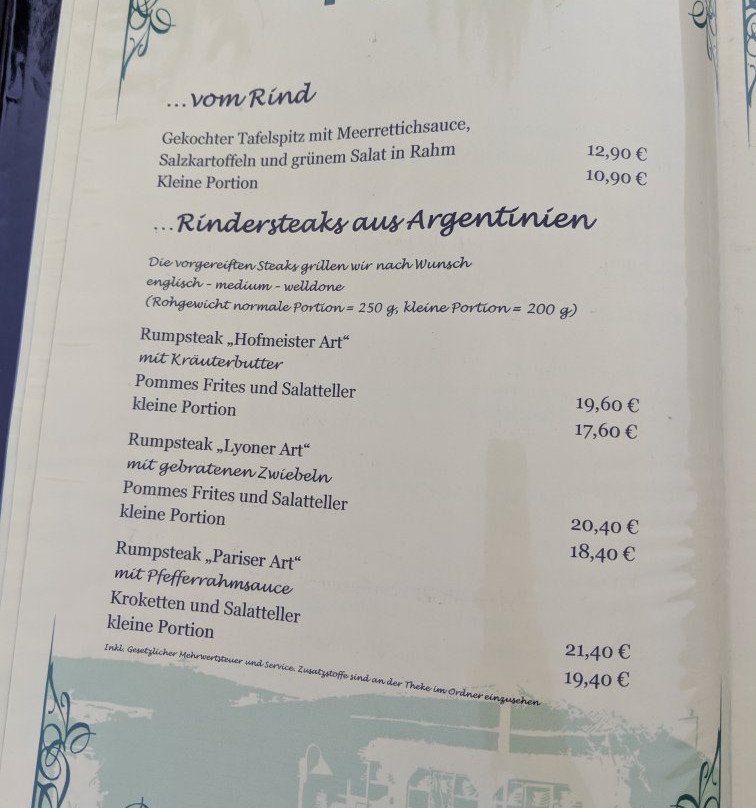 ...vom Rind
Gekochter Tafelspitz mit Meerrettichsauce,
Salzkartoffeln und grünem Salat in Rahm 12,90 €
Kleine Portion 10,90 €
...Rindersteaks aus Argentinien
Die vorgereiften Steaks grillen wir nach Wunsch
englisch - medium - welldone
(Rohgewicht normale Portion = 250 g, kleine Portion = 200 g)
Rumpsteak „Hofmeister Art“
mit Kräuterbutter
Pommes Frites und Salatteller 19,60 €
kleine Portion 17,60 €
Rumpsteak „Lyoner Art“
mit gebratenen Zwiebeln
Pommes Frites und Salatteller 20,40 €
kleine Portion 18,40 €
Rumpsteak „Pariser Art“
mit Pfefferrahmsauce
Kroketten und Salatteller 21,40 €
kleine Portion 19,40 €
Inkl. Gesetzlicher Mehrwertsteuer und Service. Zusatzstoffe sind an der Theke im Ordner einzusehen